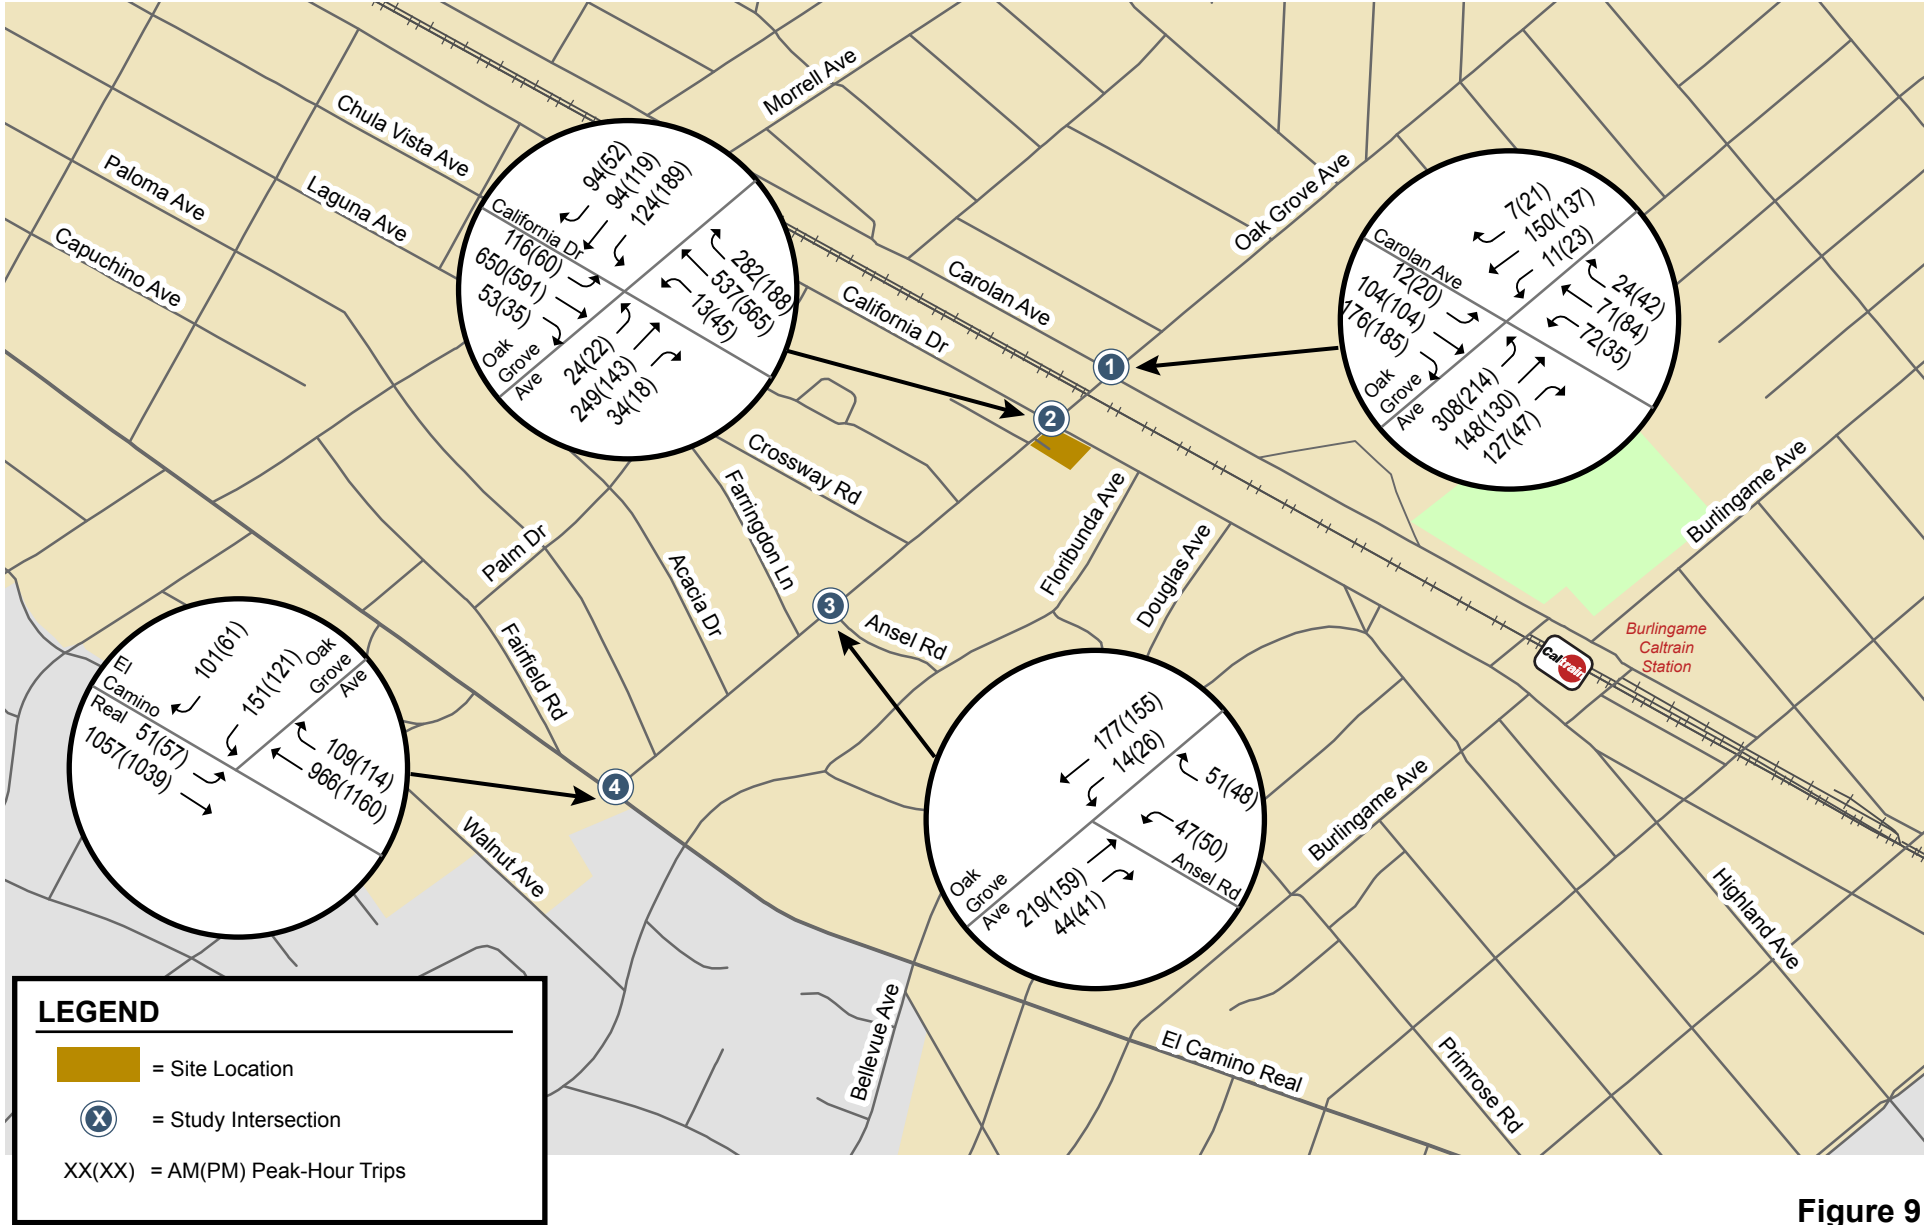 Morrell Ave
Chula Vista Ave
Paloma Ave
Laguna Ave
Capuchino Ave
94(52)
94(119)
124(189)
California Dr
116(60)
650(591)
53(35)
282(188)
537(565)
13(45)
Oak
Grove
Ave
24(22)
249(143)
34(18)
Oak Grove Ave
Carolan Ave
California Dr
7(21)
150(137)
11(23)
Carolan Ave
12(20)
104(104)
176(185)
24(42)
71(84)
72(35)
Oak
Grove
Ave
308(214)
148(130)
127(47)
1
2
3
4
Crossway Rd
Farringdon Ln
Palm Dr
Acacia Dr
Fairfield Rd
Floribunda Ave
Douglas Ave
Ansel Rd
Burlingame Ave
Burlingame
Caltrain
Station
Caltrain
101(61)
151(121)
Oak
Grove
Ave
El
Camino
Real
51(57)
1057(1039)
109(114)
966(1160)
177(155)
14(26)
51(48)
47(50)
Ansel Rd
Oak
Grove
Ave
219(159)
44(41)
Walnut Ave
Burlingame Ave
Highland Ave
Bellevue Ave
El Camino Real
Primrose Rd
LEGEND
= Site Location
X = Study Intersection
XX(XX) = AM(PM) Peak-Hour Trips
Figure 9